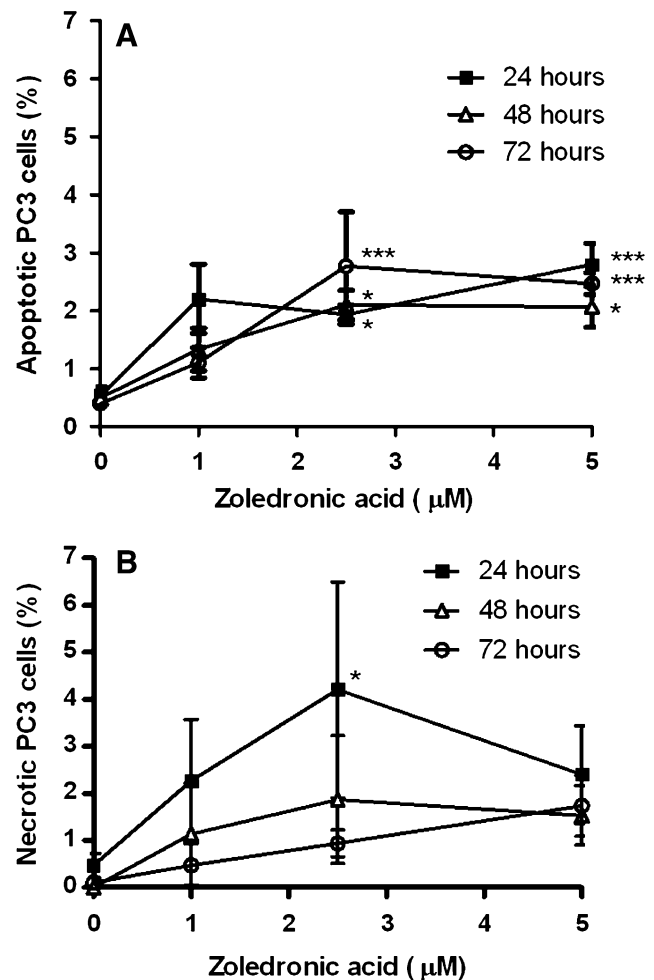 A
7
6
5
4
3
2
1
0
Apoptotic PC3 cells (%)
24 hours
48 hours
72 hours
***
*
*
***
***
*
0 1 2 3 4 5
Zoledronic acid ( μM)
B
7
6
5
4
3
2
1
0
Necrotic PC3 cells (%)
24 hours
48 hours
72 hours
*
0 1 2 3 4 5
Zoledronic acid ( μM)